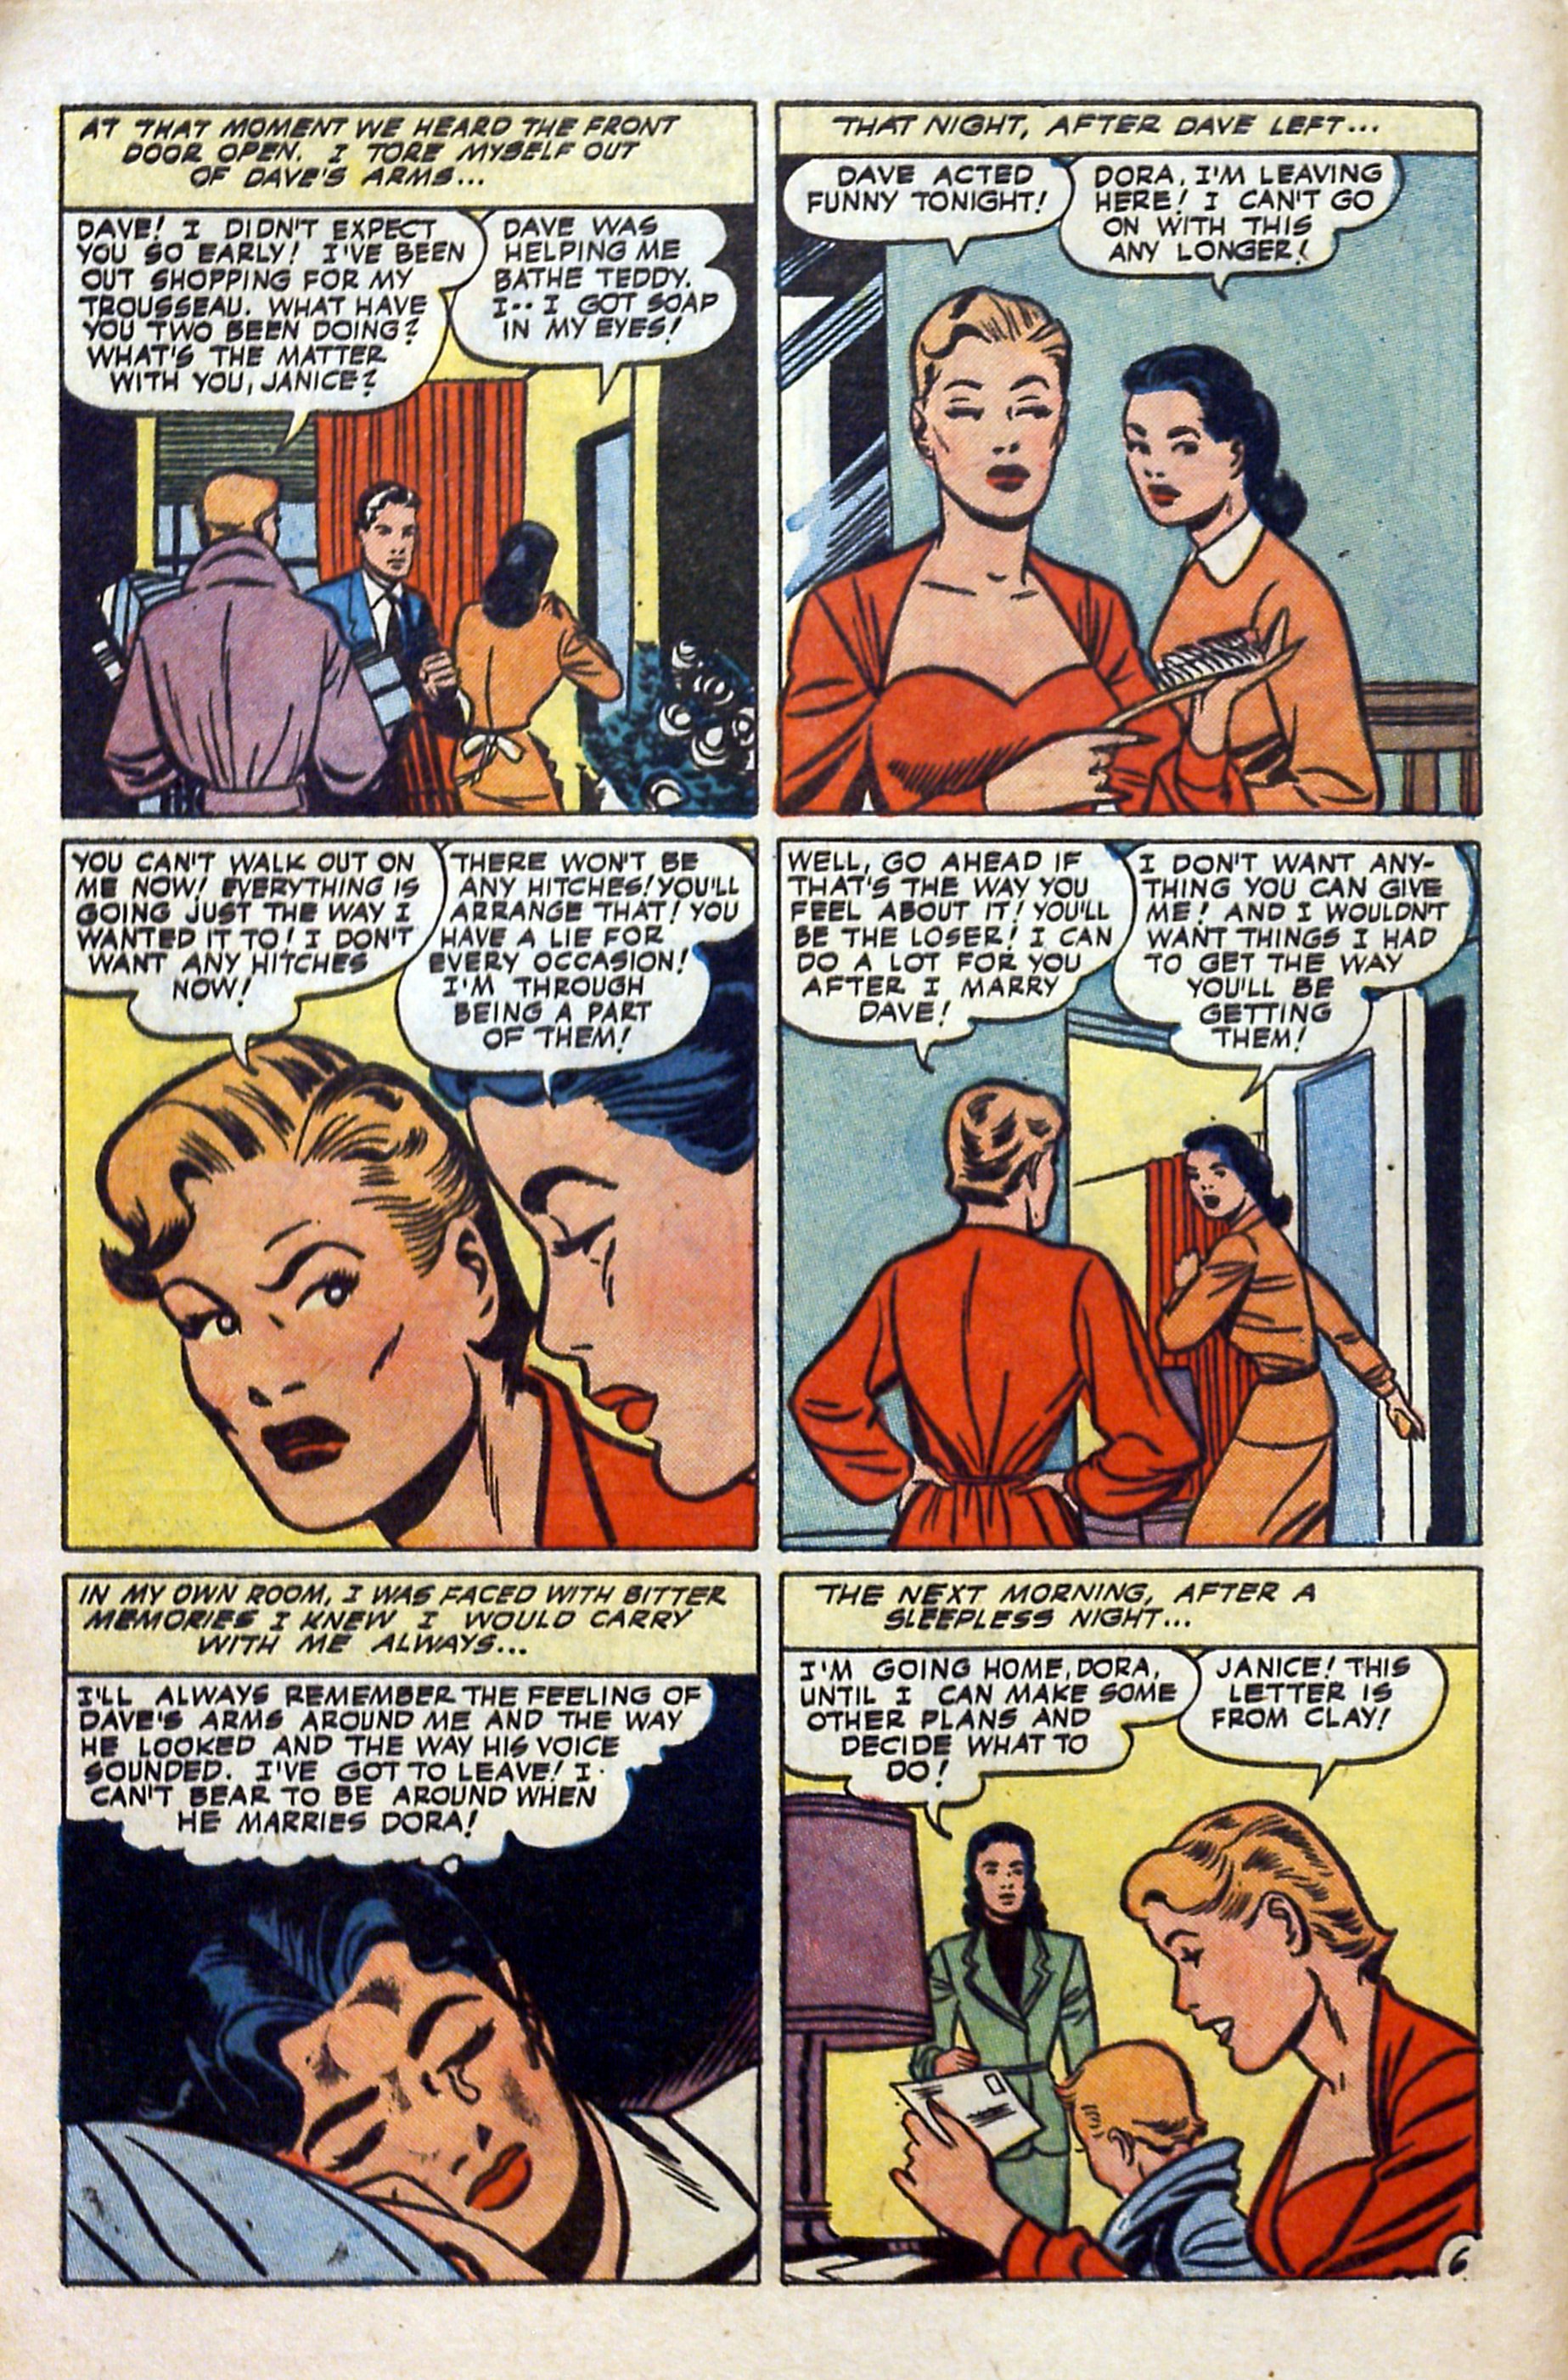 AT THAT MOMENT WE HEARD THE FRONT
DOOR OPEN. I TORE MYSELF OUT
OF DAVE'S ARMS...
DAVE! I DIDN'T EXPECT
YOU SO EARLY! I'VE BEEN
OUT SHOPPING FOR MY
TROUSSEAU. WHAT HAVE
YOU TWO BEEN DOING?
WHAT'S THE MATTER
WITH YOU, JANICE?
DAVE WAS
HELPING ME
BATHE TEDDY.
I-- I GOT SOAP
IN MY EYES!
THAT NIGHT, AFTER DAVE LEFT...
DAVE ACTED
FUNNY TONIGHT!
DORA, I'M LEAVING
HERE! I CAN'T GO
ON WITH THIS
ANY LONGER!
YOU CAN'T WALK OUT ON
ME NOW! EVERYTHING IS
GOING JUST THE WAY I
WANTED IT TO! I DON'T
WANT ANY HITCHES
NOW!
THERE WON'T BE
ANY HITCHES! YOU'LL
ARRANGE THAT! YOU
HAVE A LIE FOR
EVERY OCCASION!
I'M THROUGH
BEING A PART
OF THEM!
WELL, GO AHEAD IF
THAT'S THE WAY YOU
FEEL ABOUT IT! YOU'LL
BE THE LOSER! I CAN
DO A LOT FOR YOU
AFTER I MARRY
DAVE!
I DON'T WANT ANY-
THING YOU CAN GIVE
ME! AND I WOULDN'T
WANT THINGS I HAD
TO GET THE WAY
YOU'LL BE
GETTING
THEM!
IN MY OWN ROOM, I WAS FACED WITH BITTER
MEMORIES I KNEW I WOULD CARRY
WITH ME ALWAYS...
I'LL ALWAYS REMEMBER THE FEELING OF
DAVE'S ARMS AROUND ME AND THE WAY
HE LOOKED AND THE WAY HIS VOICE
SOUNDED. I'VE GOT TO LEAVE! I
CAN'T BEAR TO BE AROUND WHEN
HE MARRIES DORA!
THE NEXT MORNING, AFTER A
SLEEPLESS NIGHT...
I'M GOING HOME, DORA,
UNTIL I CAN MAKE SOME
OTHER PLANS AND
DECIDE WHAT TO
DO!
JANICE! THIS
LETTER IS
FROM CLAY!
6